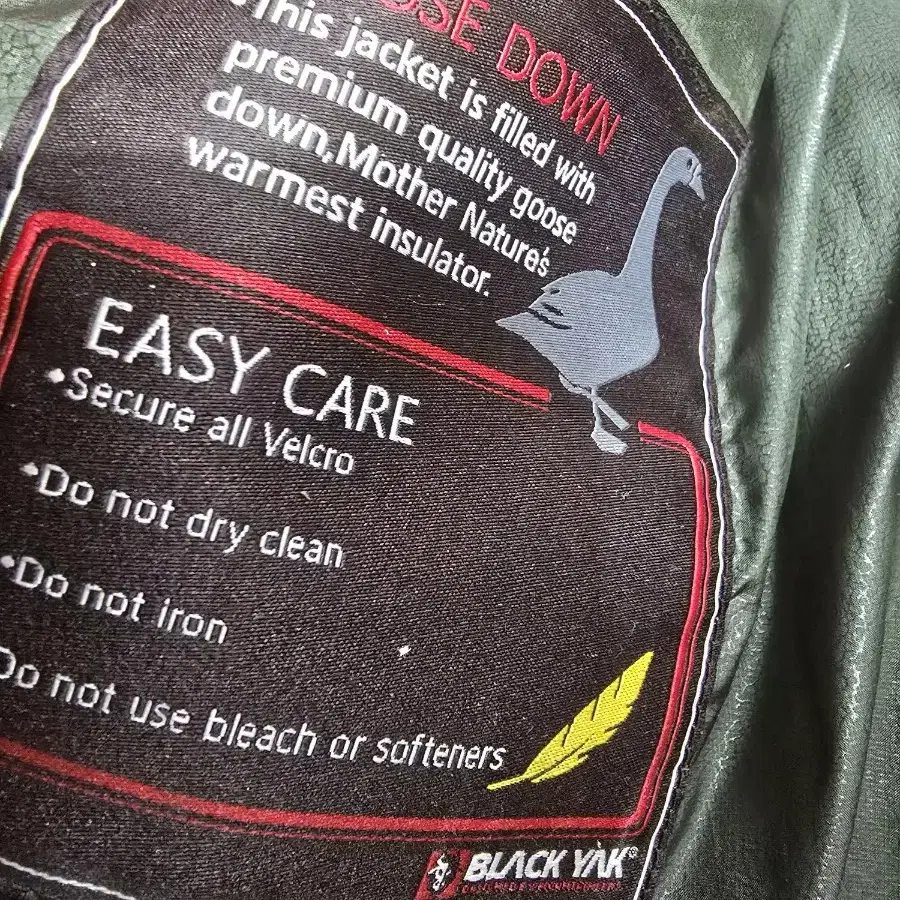 OSE DOWN
•This jacket is filled with
premium quality goose
down,Mother Nature's
warmest insulator.
EASY CARE
•Secure all Velcro
•Do not dry clean
•Do not iron
Do not use bleach or softeners
BLACK YAK®